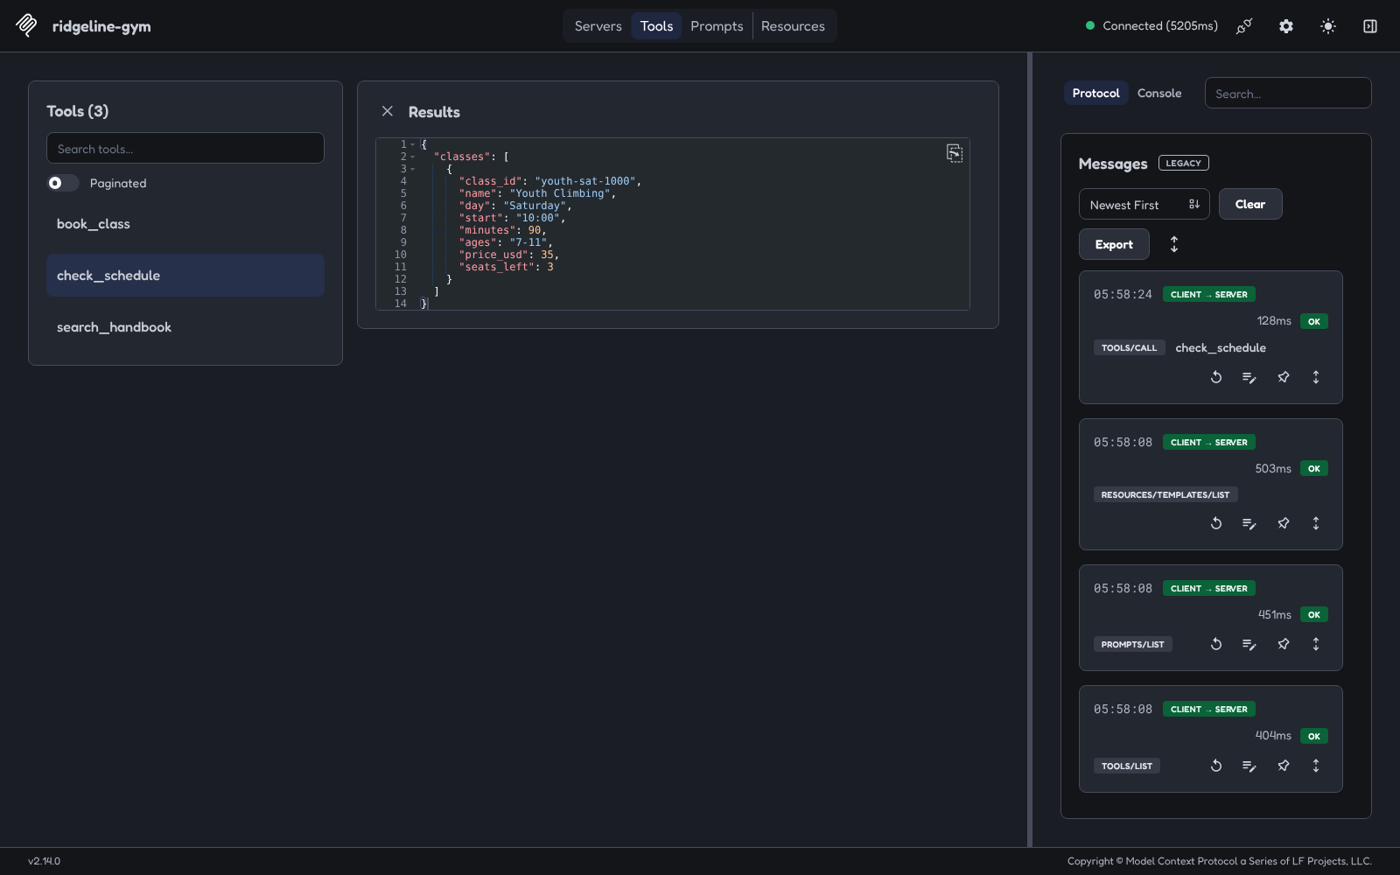 ridgeline-gym
Servers
Tools
Prompts
Resources
Connected (5205ms)
Tools (3)
Search tools...
Paginated
book_class
check_schedule
search_handbook
Results
1 {
2 "classes": [
3 {
4 "class_id": "youth-sat-1000",
5 "name": "Youth Climbing",
6 "day": "Saturday",
7 "start": "10:00",
8 "minutes": 90,
9 "ages": "7-11",
10 "price_usd": 35,
11 "seats_left": 3
12 }
13 ]
14 }
Protocol
Console
Search...
Messages LEGACY
Newest First
Clear
Export
05:58:24 CLIENT → SERVER
128ms OK
TOOLS/CALL check_schedule
05:58:08 CLIENT → SERVER
503ms OK
RESOURCES/TEMPLATES/LIST
05:58:08 CLIENT → SERVER
451ms OK
PROMPTS/LIST
05:58:08 CLIENT → SERVER
404ms OK
TOOLS/LIST
v2.14.0
Copyright © Model Context Protocol a Series of LF Projects, LLC.